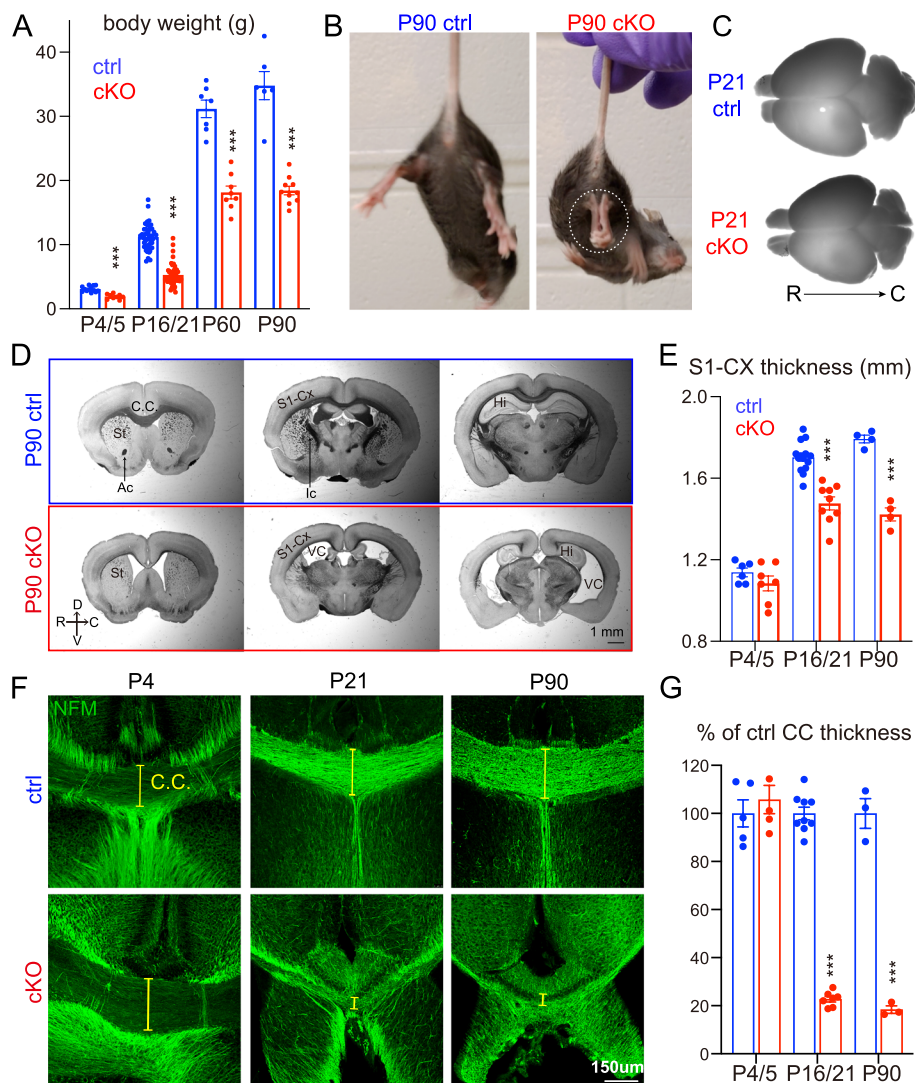 A
body weight (g)
ctrl
cKO
40
30
20
10
0
***
***
***
***
P4/5
P16/21
P60
P90
B
P90 ctrl
P90 cKO
C
P21
ctrl
P21
cKO
R
C
D
P90 ctrl
C.C.
St
Ac
S1-Cx
Ic
Hi
P90 cKO
St
D
R
C
V
S1-Cx
VC
Hi
VC
1 mm
E
S1-CX thickness (mm)
ctrl
cKO
2.0
1.6
1.2
0.8
***
***
P4/5
P16/21
P90
F
P4
P21
P90
ctrl
NFM
C.C.
cKO
150um
G
% of ctrl CC thickness
120
100
80
60
40
20
0
***
***
P4/5
P16/21
P90